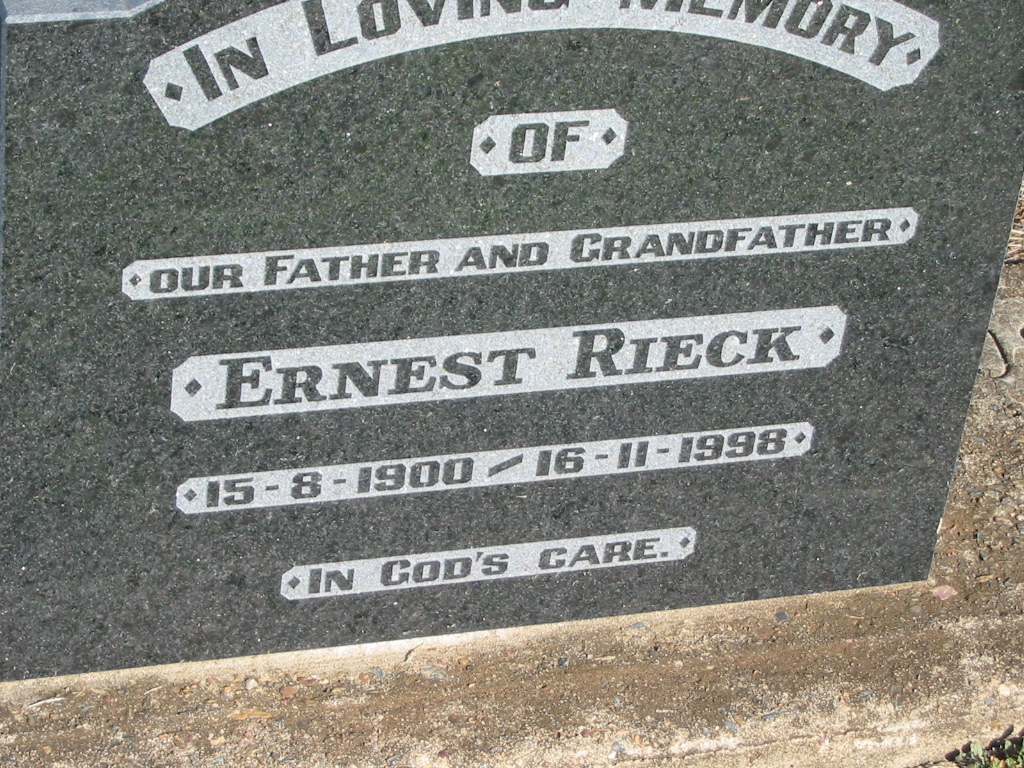 In Loving Memory
OF
OUR FATHER AND GRANDFATHER
ERNEST RIECK
15-8-1900 / 16-11-1998
IN GOD'S CARE.